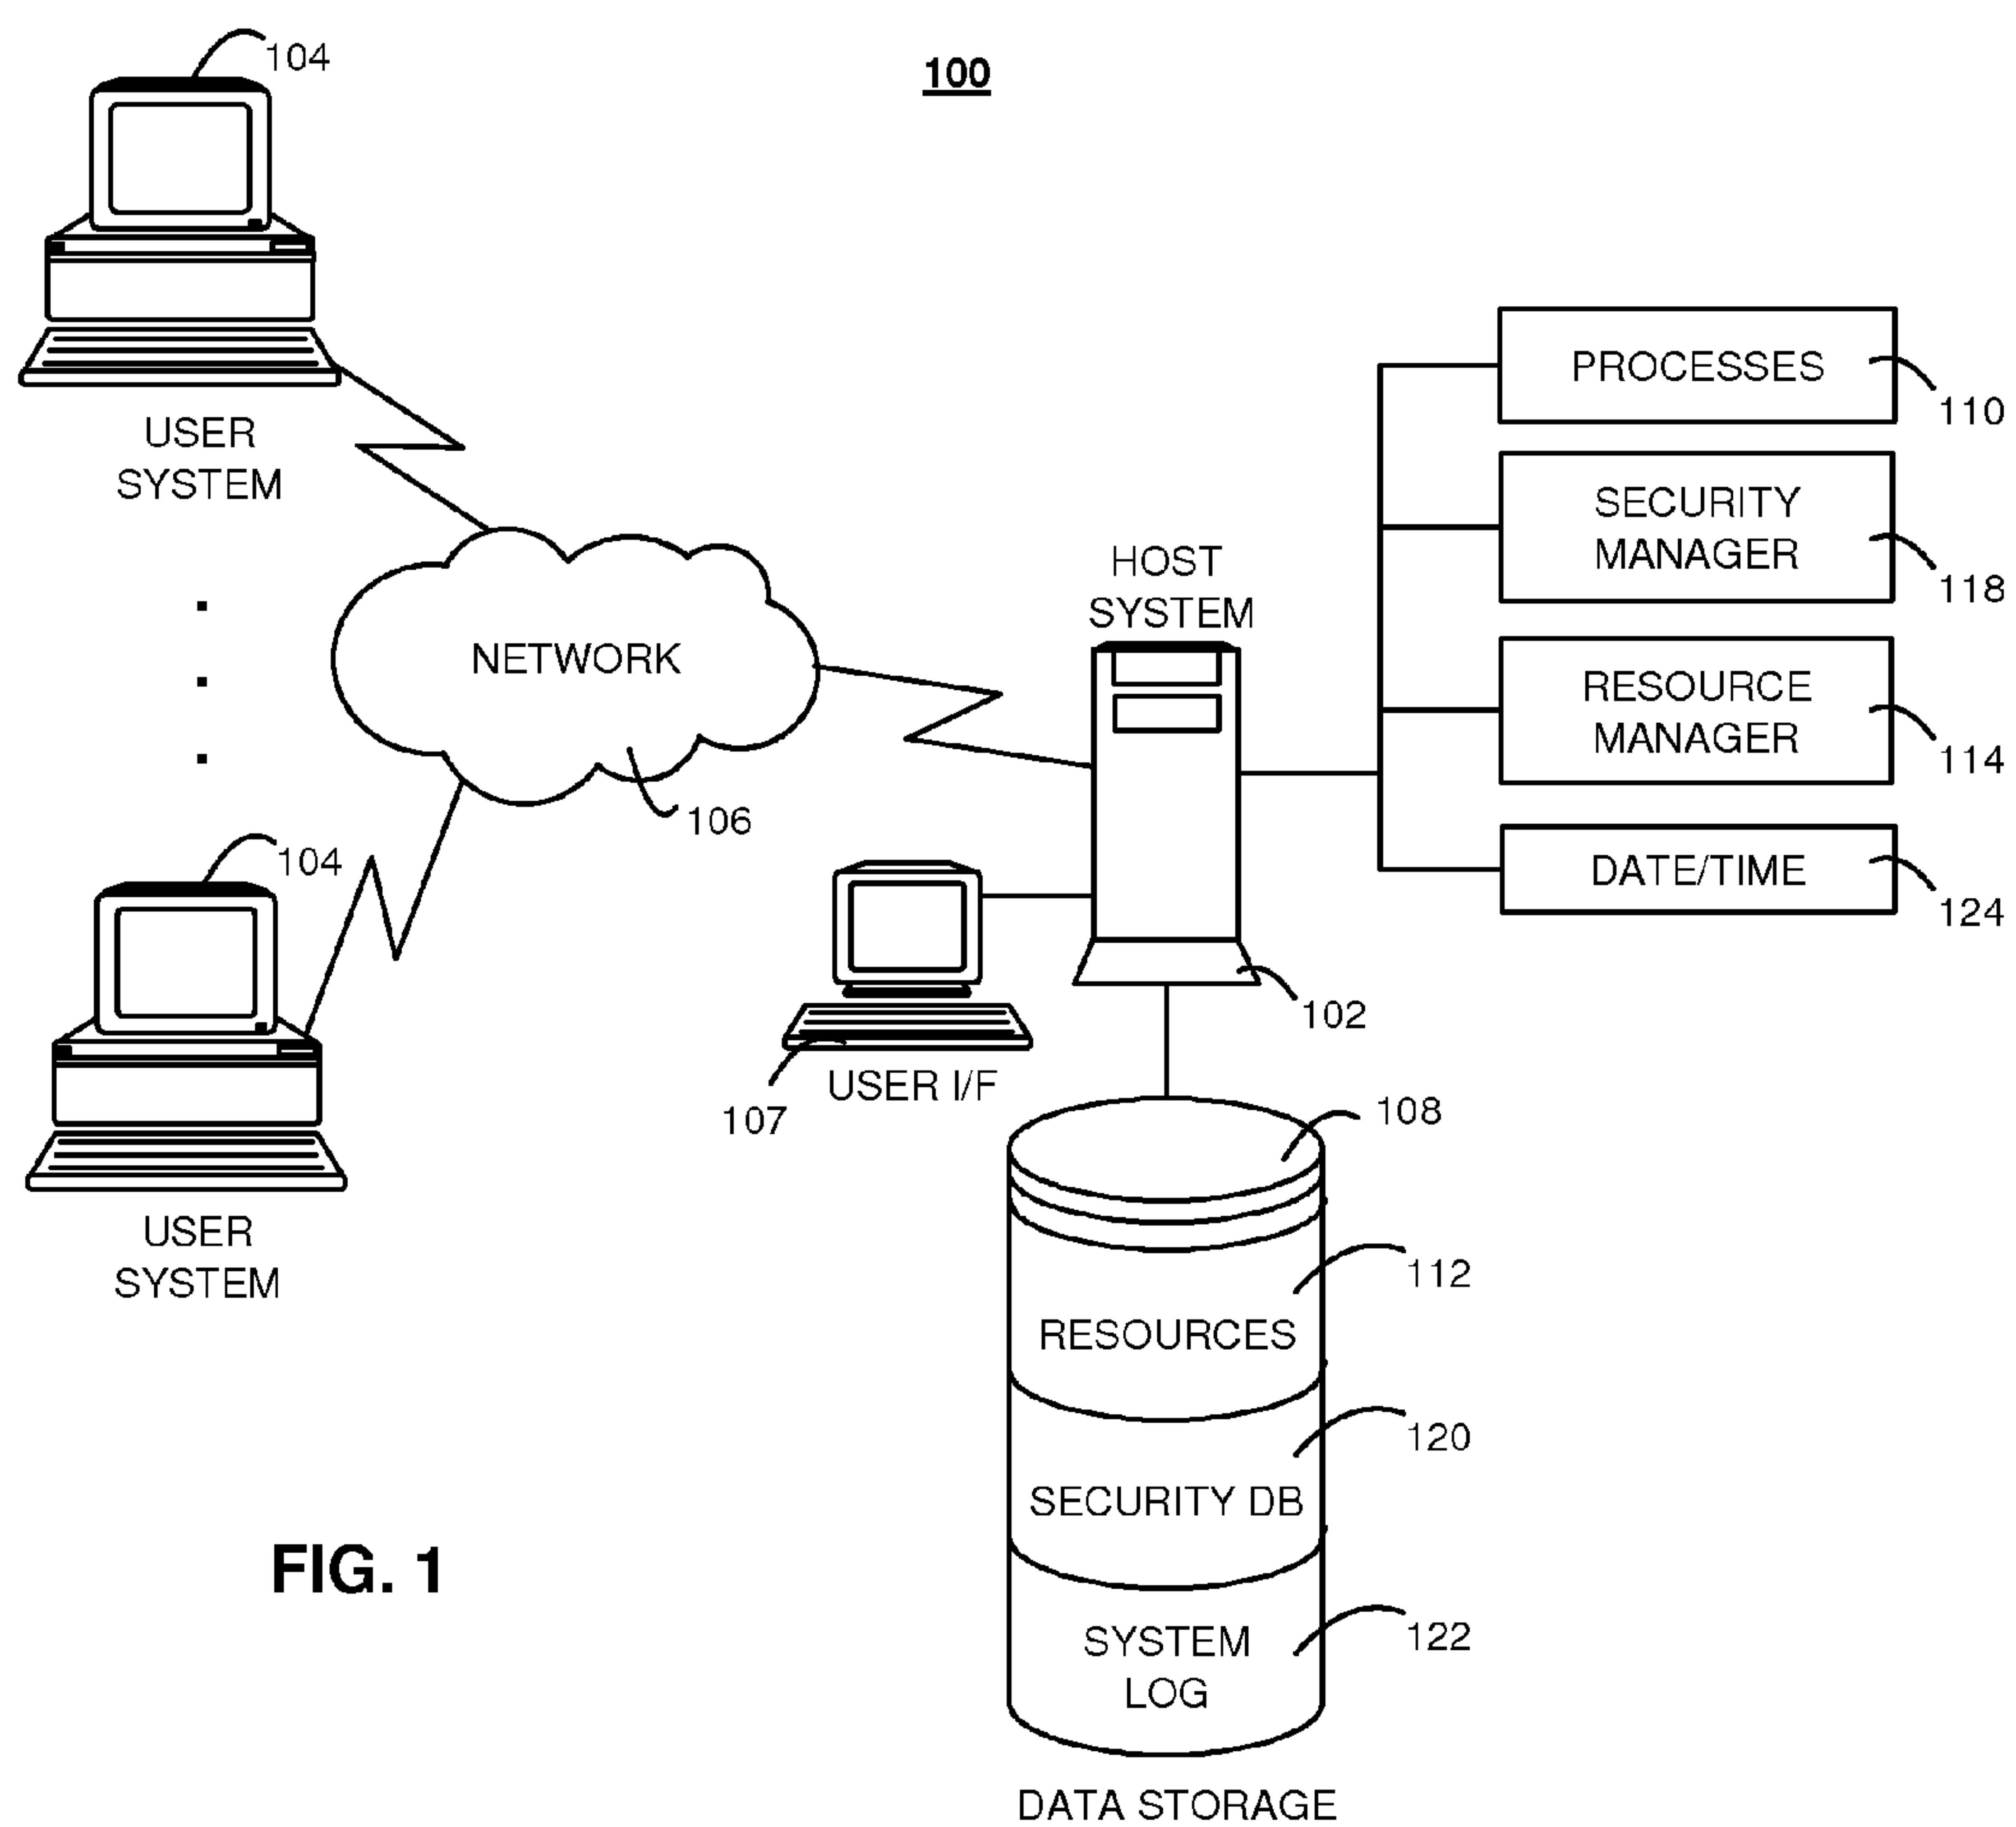 104
100
USER
SYSTEM
NETWORK
106
HOST
SYSTEM
PROCESSES
110
SECURITY
MANAGER
118
RESOURCE
MANAGER
114
DATE/TIME
124
104
USER
SYSTEM
102
USER I/F
107
108
112
RESOURCES
120
SECURITY DB
122
SYSTEM
LOG
DATA STORAGE
FIG. 1